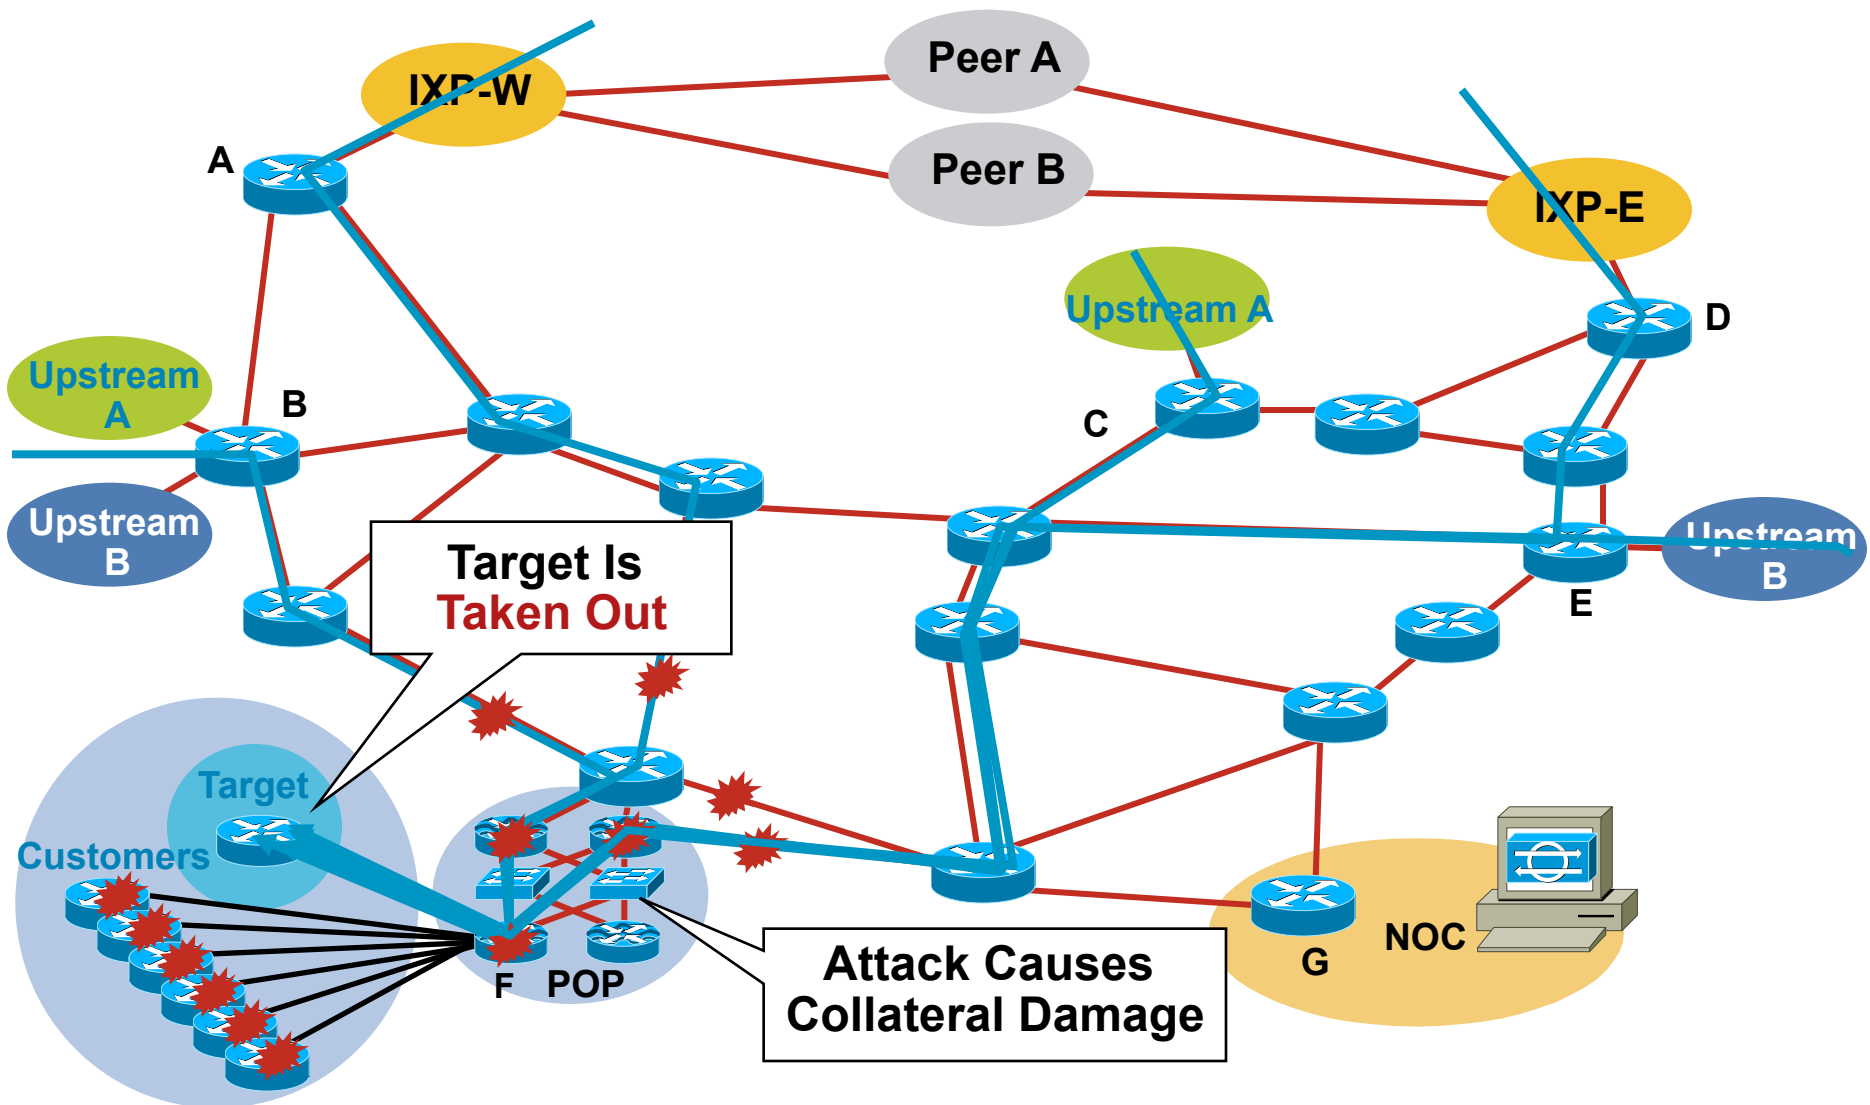 Peer A
IXP-W
Peer B
A
IXP-E
Upstream A
D
Upstream
A
B
C
Upstream
B
Upstream
B
Target Is
Taken Out
E
Target
Customers
NOC
G
F
POP
Attack Causes
Collateral Damage